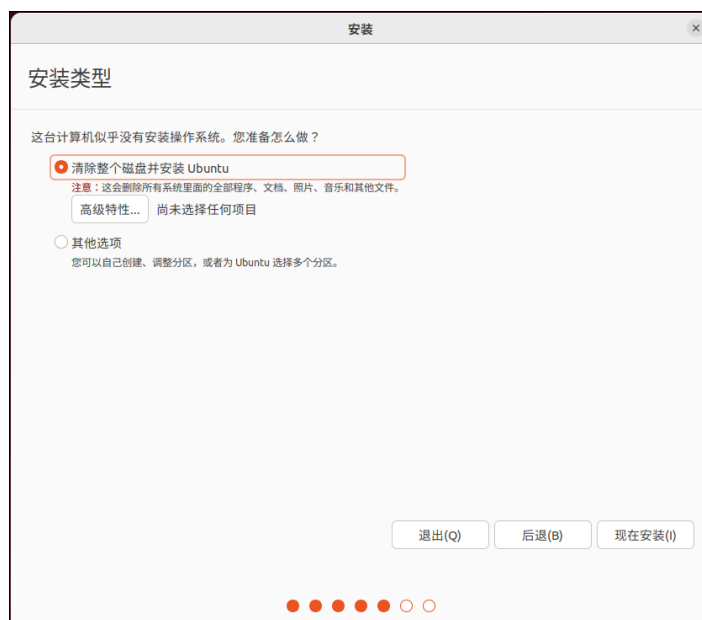 安装
安装类型
这台计算机似乎没有安装操作系统。您准备怎么做？
清除整个磁盘并安装 Ubuntu
注意：这会删除所有系统里面的全部程序、文档、照片、音乐和其他文件。
高级特性... 尚未选择任何项目
其他选项
您可以自己创建、调整分区，或者为 Ubuntu 选择多个分区。
退出(Q) 后退(B) 现在安装(I)